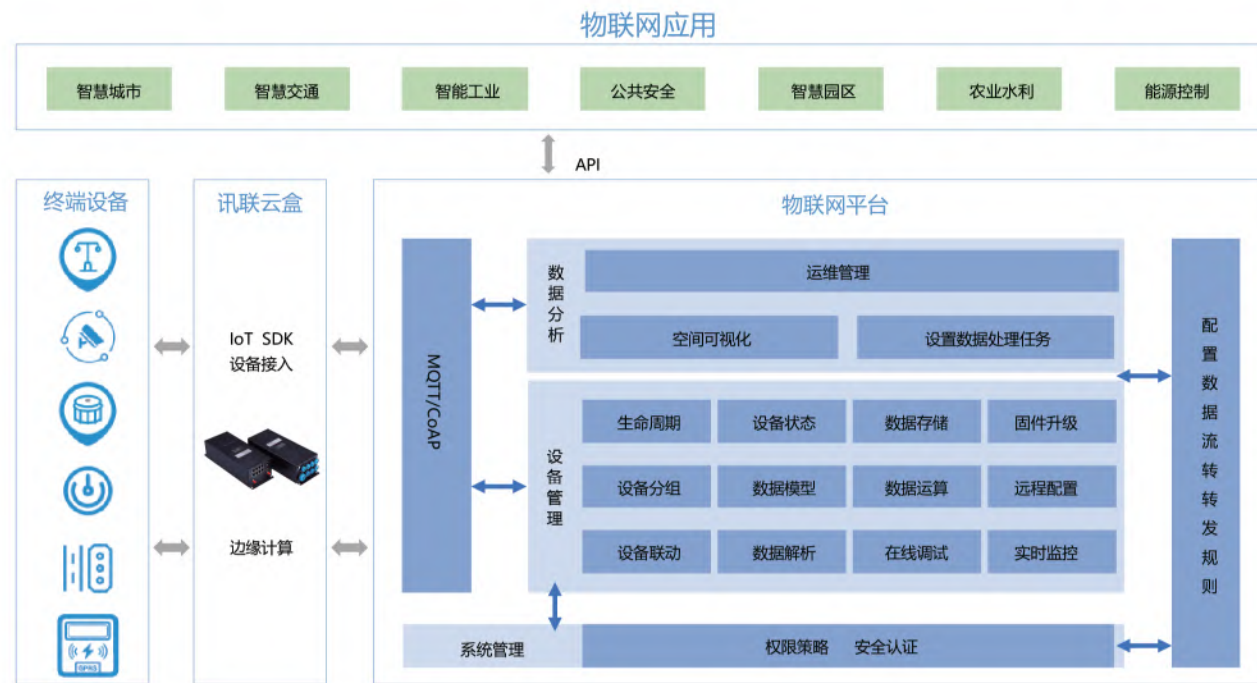 物联网应用
智慧城市
智慧交通
智能工业
公共安全
智慧园区
农业水利
能源控制
API
终端设备
GPRS
讯联云盒
IoT SDK
设备接入
边缘计算
物联网平台
MQTT/CoAP
数据分析
运维管理
空间可视化
设置数据处理任务
设备管理
生命周期
设备状态
数据存储
固件升级
设备分组
数据模型
数据运算
远程配置
设备联动
数据解析
在线调试
实时监控
系统管理
权限策略 安全认证
配置数据流转转发规则